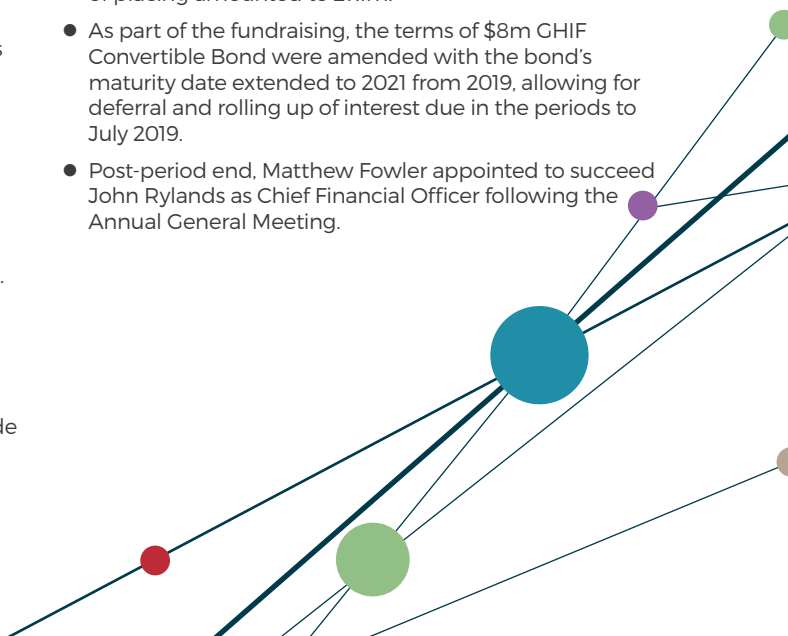 ● As part of the fundraising, the terms of $8m GHIF
Convertible Bond were amended with the bond’s
maturity date extended to 2021 from 2019, allowing for
deferral and rolling up of interest due in the periods to
July 2019.
● Post-period end, Matthew Fowler appointed to succeed
John Rylands as Chief Financial Officer following the
Annual General Meeting.